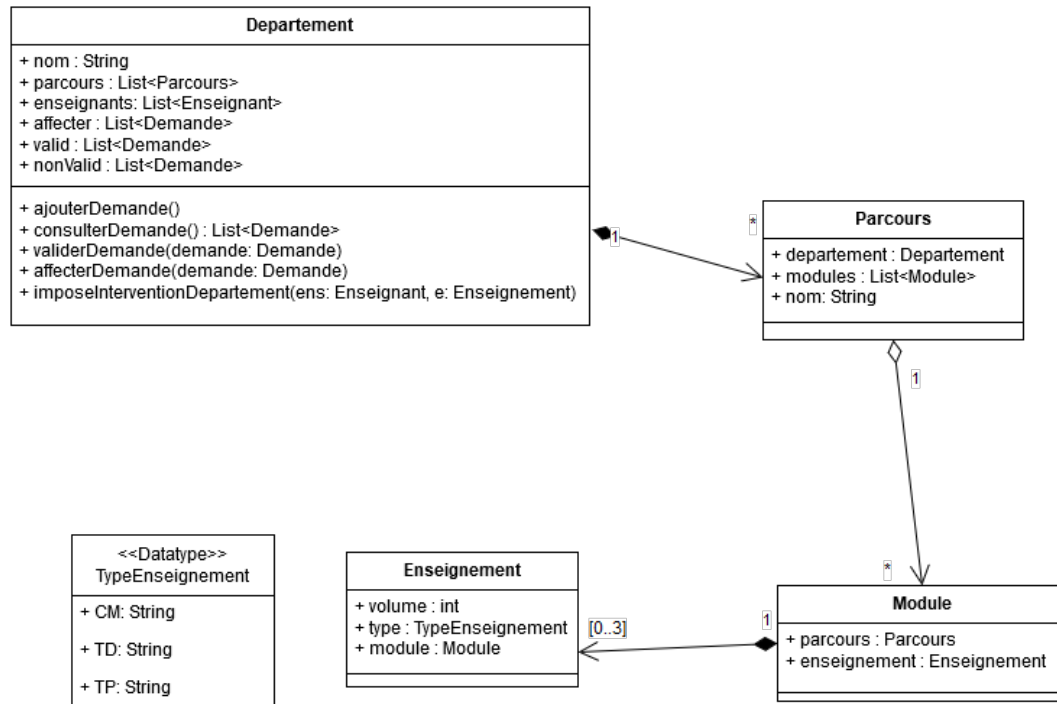 Departement
+ nom : String
+ parcours : List<Parcours>
+ enseignants: List<Enseignant>
+ affecter : List<Demande>
+ valid : List<Demande>
+ nonValid : List<Demande>
+ ajouterDemande()
+ consulterDemande() : List<Demande>
+ validerDemande(demande: Demande)
+ affecterDemande(demande: Demande)
+ imposeInterventionDepartement(ens: Enseignant, e: Enseignement)
1
*
Parcours
+ departement : Departement
+ modules : List<Module>
+ nom: String
1
*
Module
+ parcours : Parcours
+ enseignement : Enseignement
1
[0..3]
Enseignement
+ volume : int
+ type : TypeEnseignement
+ module : Module
<<Datatype>>
TypeEnseignement
+ CM: String
+ TD: String
+ TP: String